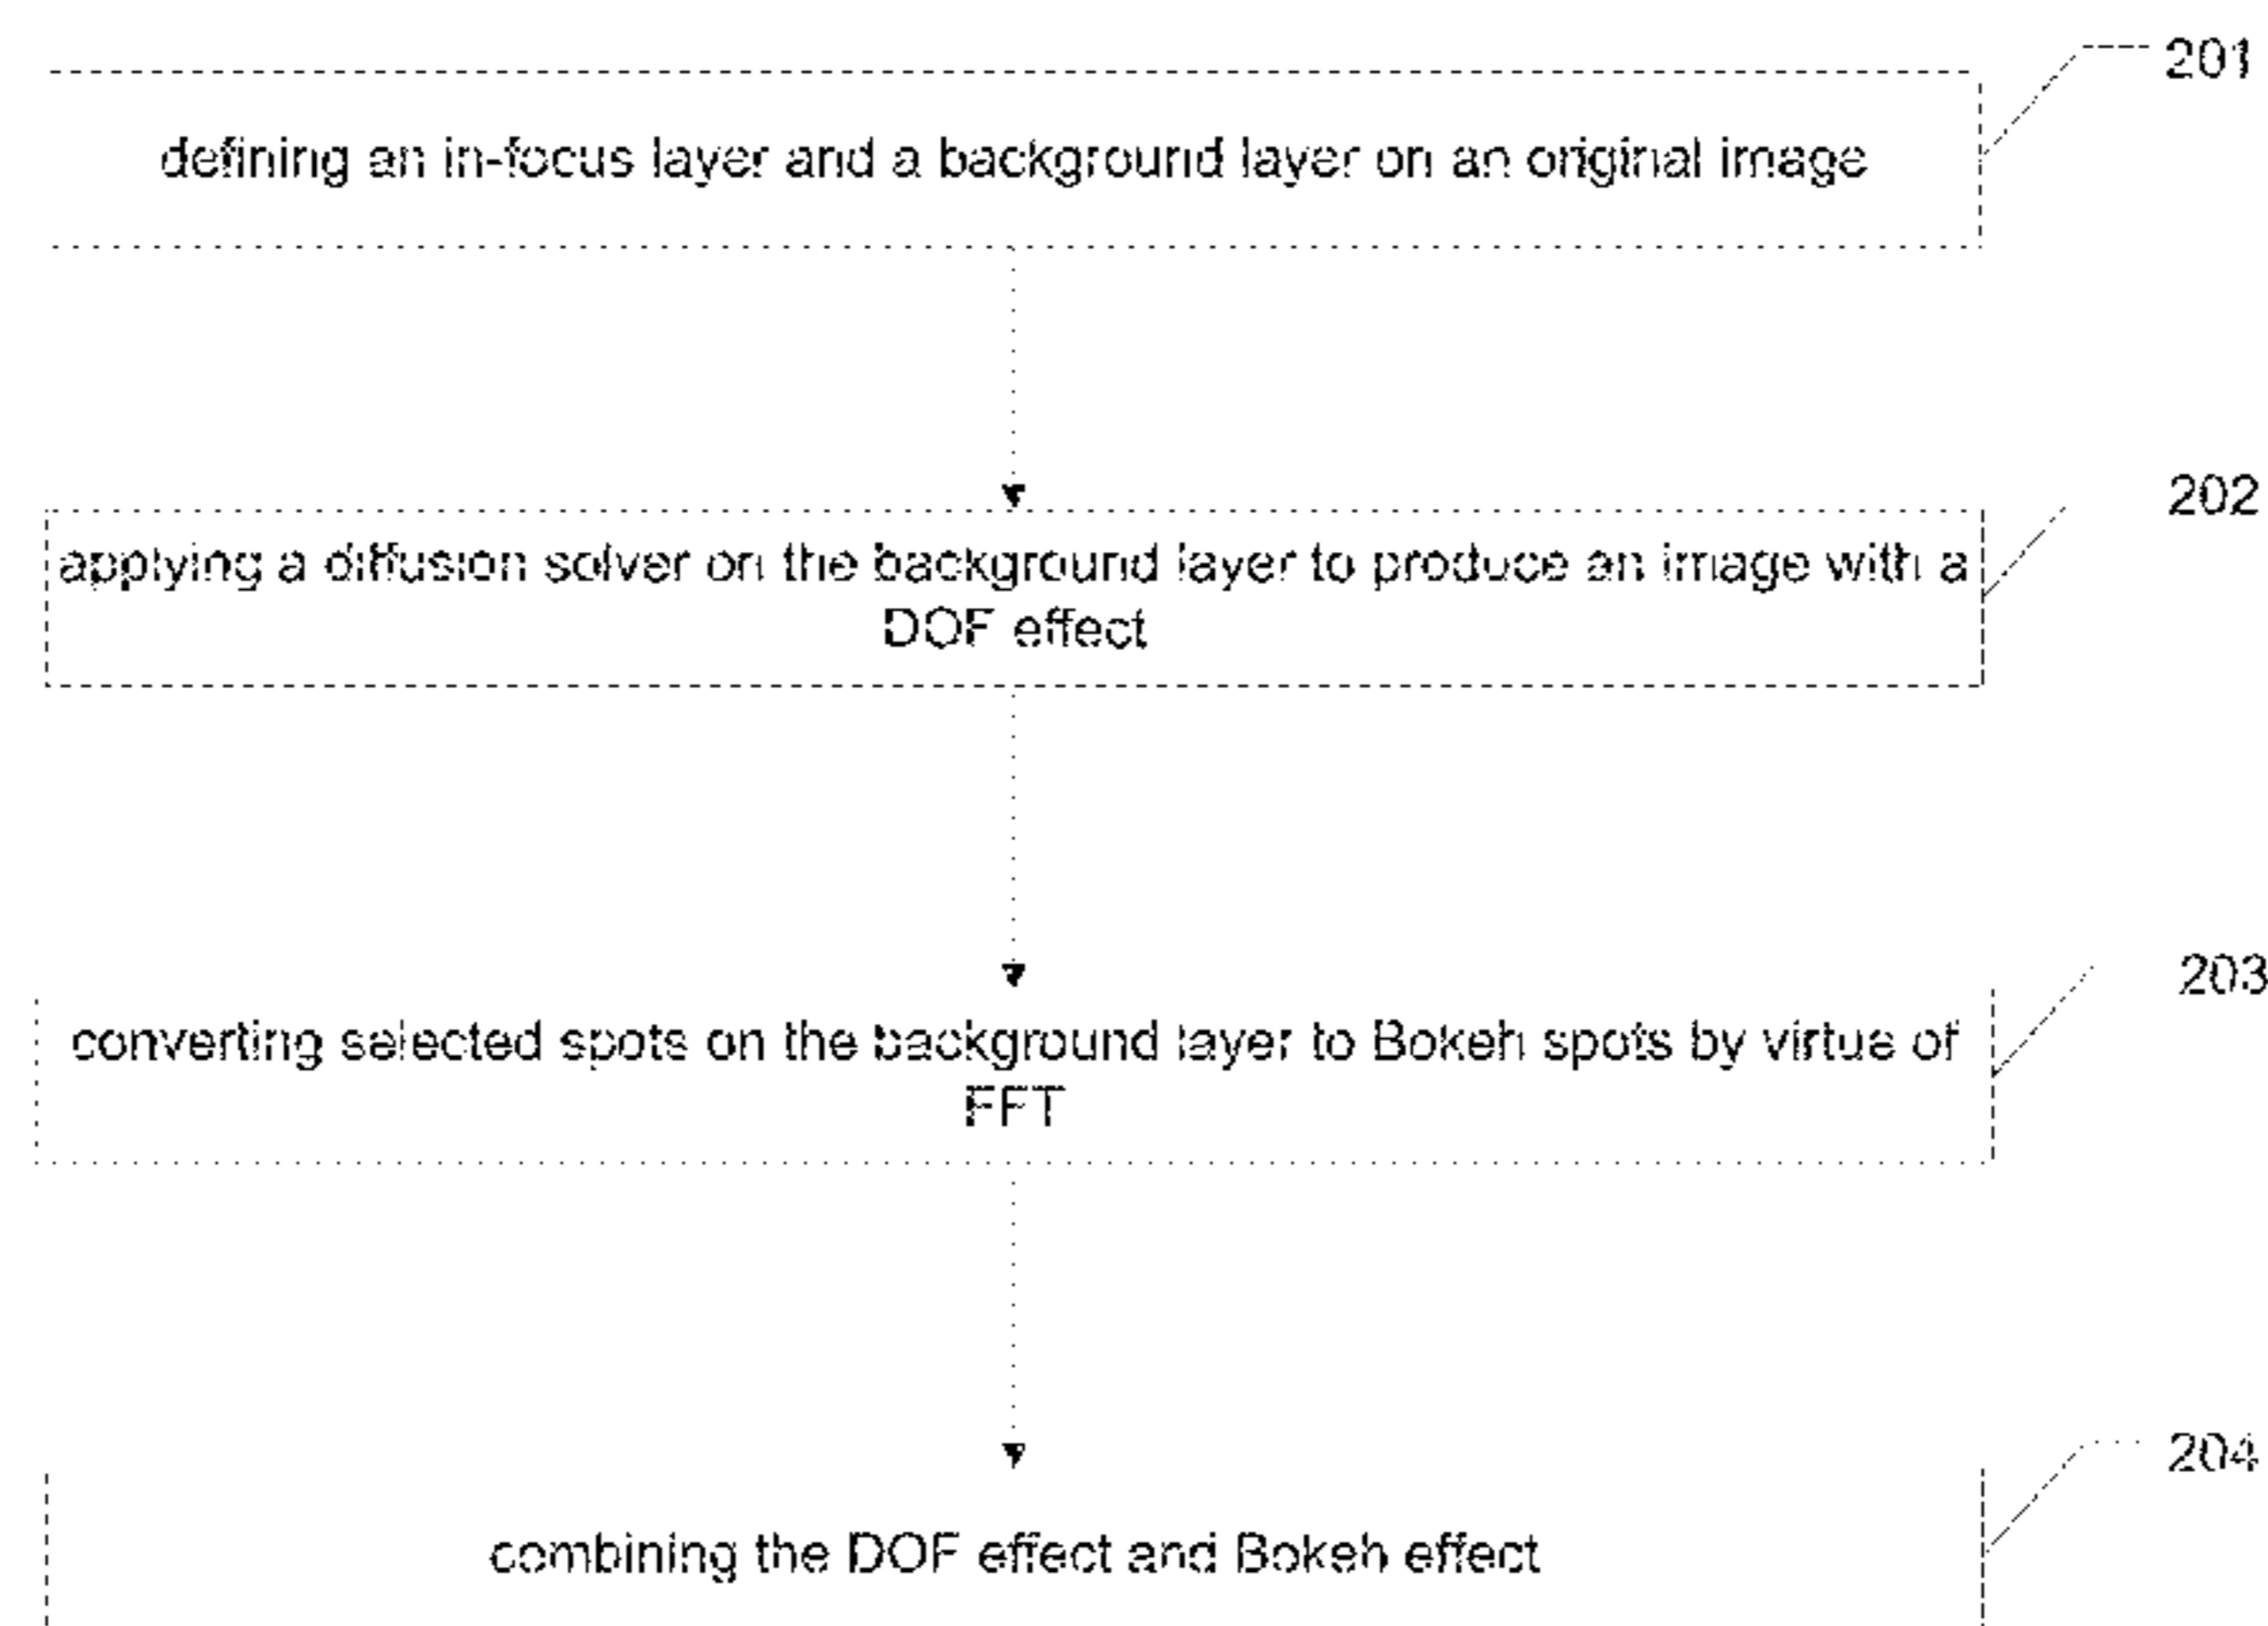 201
defining an in-focus layer and a background layer on an original image
202
applying a diffusion solver on the background layer to produce an image with a
DOF effect
203
converting selected spots on the background layer to Bokeh spots by virtue of
FFT
204
combining the DOF effect and Bokeh effect